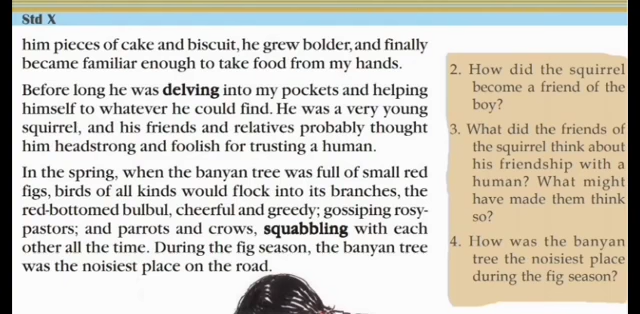 Std X
him pieces of cake and biscuit, he grew bolder, and finally
became familiar enough to take food from my hands.
Before long he was delving into my pockets and helping
himself to whatever he could find. He was a very young
squirrel, and his friends and relatives probably thought
him headstrong and foolish for trusting a human.
In the spring, when the banyan tree was full of small red
figs, birds of all kinds would flock into its branches, the
red-bottomed bulbul, cheerful and greedy; gossiping rosy-
pastors; and parrots and crows, squabbling with each
other all the time. During the fig season, the banyan tree
was the noisiest place on the road.
2. How did the squirrel
become a friend of the
boy?
3. What did the friends of
the squirrel think about
his friendship with a
human? What might
have made them think
so?
4. How was the banyan
tree the noisiest place
during the fig season?